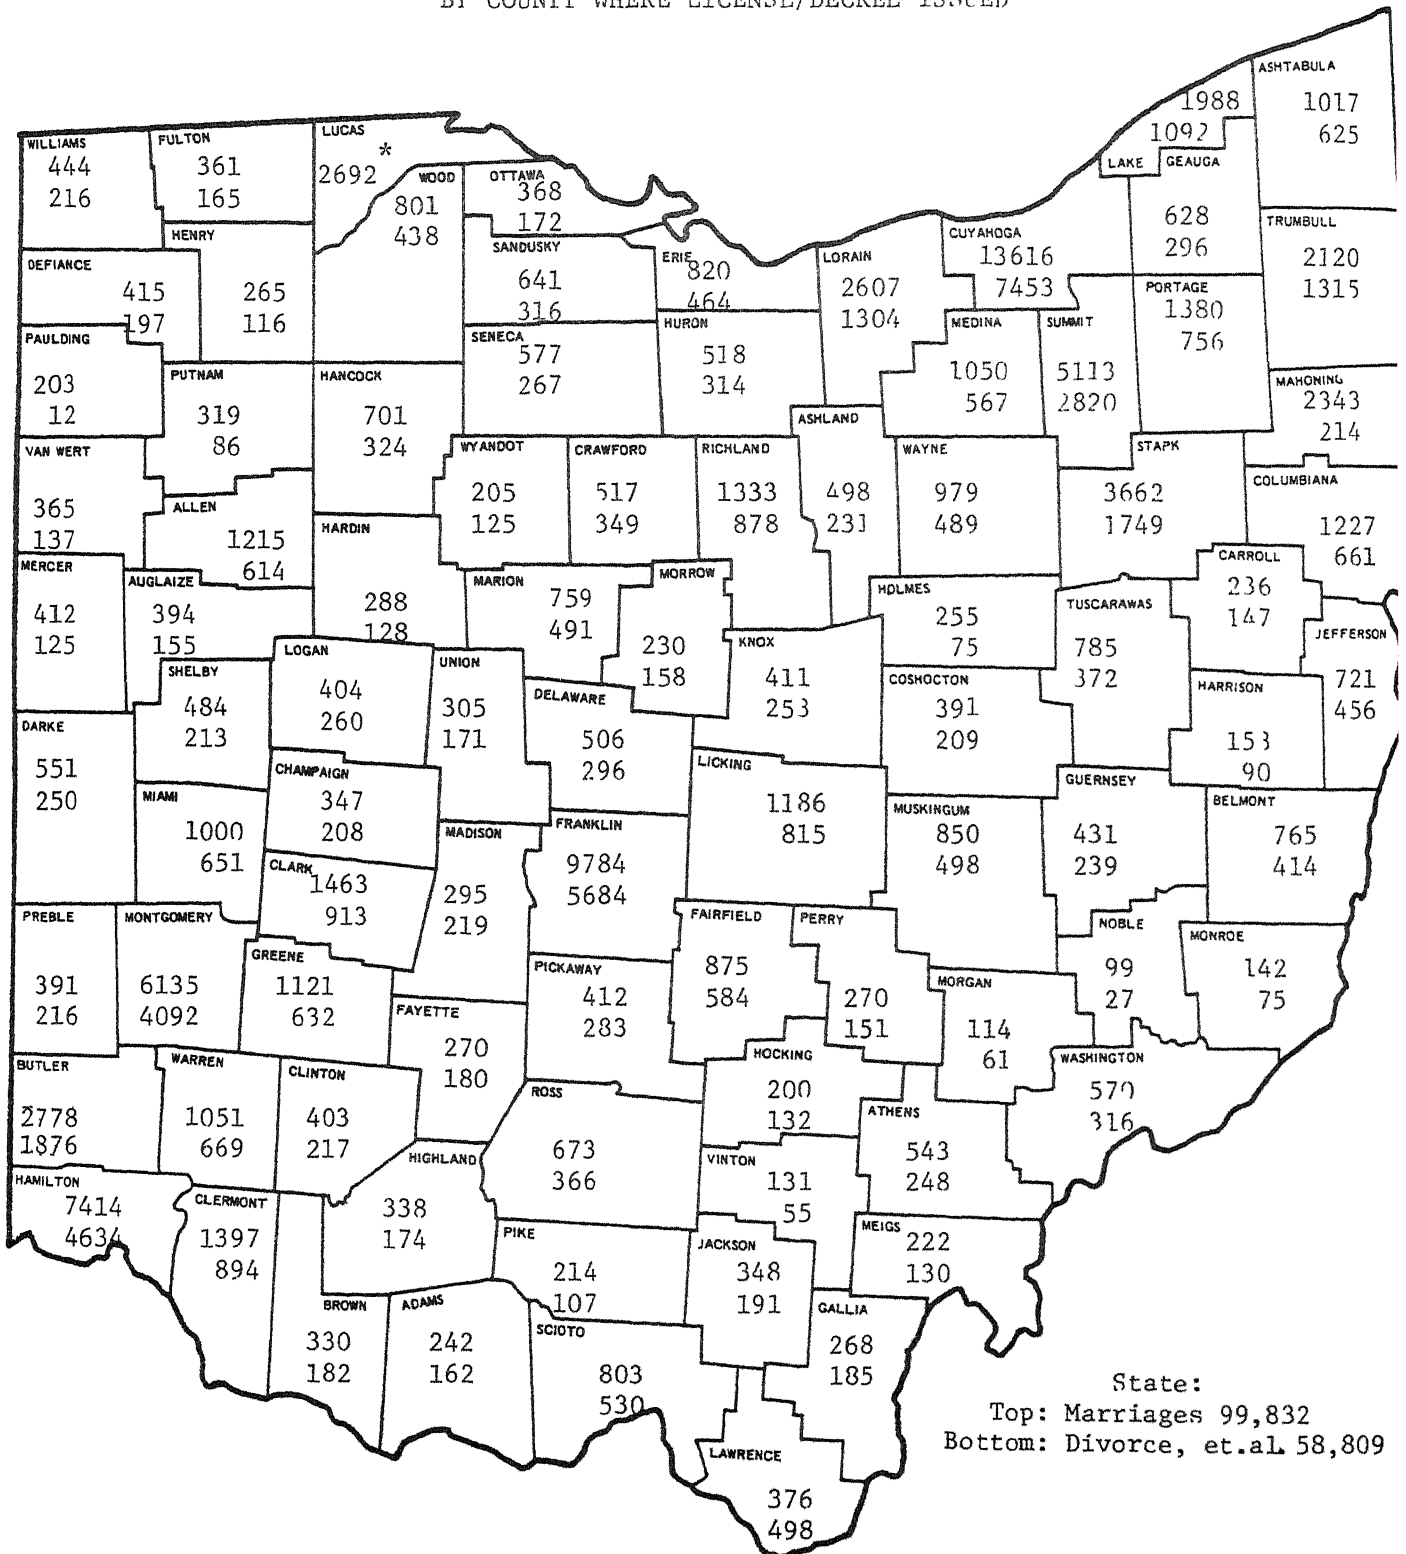 BY COUNTY WHERE LICENSE/DECREE ISSUED
ASHTABULA
1017
625
1988
1092
LAKE
GEAUGA
628
296
WILLIAMS
444
216
FULTON
361
165
LUCAS
*
2692
WOOD
801
438
OTTAWA
368
172
SANDUSKY
641
316
ERIE
820
464
LORAIN
2607
1304
CUYAHOGA
13616
7453
TRUMBULL
2120
1315
HENRY
265
116
DEFIANCE
415
197
PORTAGE
1380
756
PAULDING
203
12
SENECA
577
267
HURON
518
314
MEDINA
1050
567
SUMMIT
5113
2820
MAHONING
2343
214
PUTNAM
319
86
HANCOCK
701
324
ASHLAND
498
231
VAN WERT
365
137
WYANDOT
205
125
CRAWFORD
517
349
RICHLAND
1333
878
WAYNE
979
489
STAPK
3662
1749
COLUMBIANA
1227
661
ALLEN
1215
614
HARDIN
288
128
CARROLL
236
147
MERCER
412
125
AUGLAIZE
394
155
MARION
759
491
MORROW
230
158
HOLMES
255
75
TUSCARAWAS
785
372
JEFFERSON
721
456
KNOX
411
253
LOGAN
404
260
UNION
305
171
SHELBY
484
213
DELAWARE
506
296
COSHOCTON
391
209
HARRISON
153
90
DARKE
551
250
LICKING
1186
815
CHAMPAIGN
347
208
GUERNSEY
431
239
MIAMI
1000
651
BELMONT
765
414
MUSKINGUM
850
498
MADISON
295
219
FRANKLIN
9784
5684
CLARK
1463
913
PREBLE
391
216
MONTGOMERY
6135
4092
FAIRFIELD
875
584
PERRY
270
151
NOBLE
99
27
MONROE
142
75
GREENE
1121
632
PICKAWAY
412
283
MORGAN
114
61
FAYETTE
270
180
HOCKING
200
132
WASHINGTON
570
316
BUTLER
2778
1876
WARREN
1051
669
CLINTON
403
217
ROSS
673
366
ATHENS
543
248
HIGHLAND
338
174
VINTON
131
55
HAMILTON
7414
4634
CLERMONT
1397
894
PIKE
214
107
JACKSON
348
191
MEIGS
222
130
BROWN
330
182
ADAMS
242
162
GALLIA
268
185
SCIOTO
803
530
LAWRENCE
376
498
State:
Top: Marriages 99,832
Bottom: Divorce, et.al. 58,809